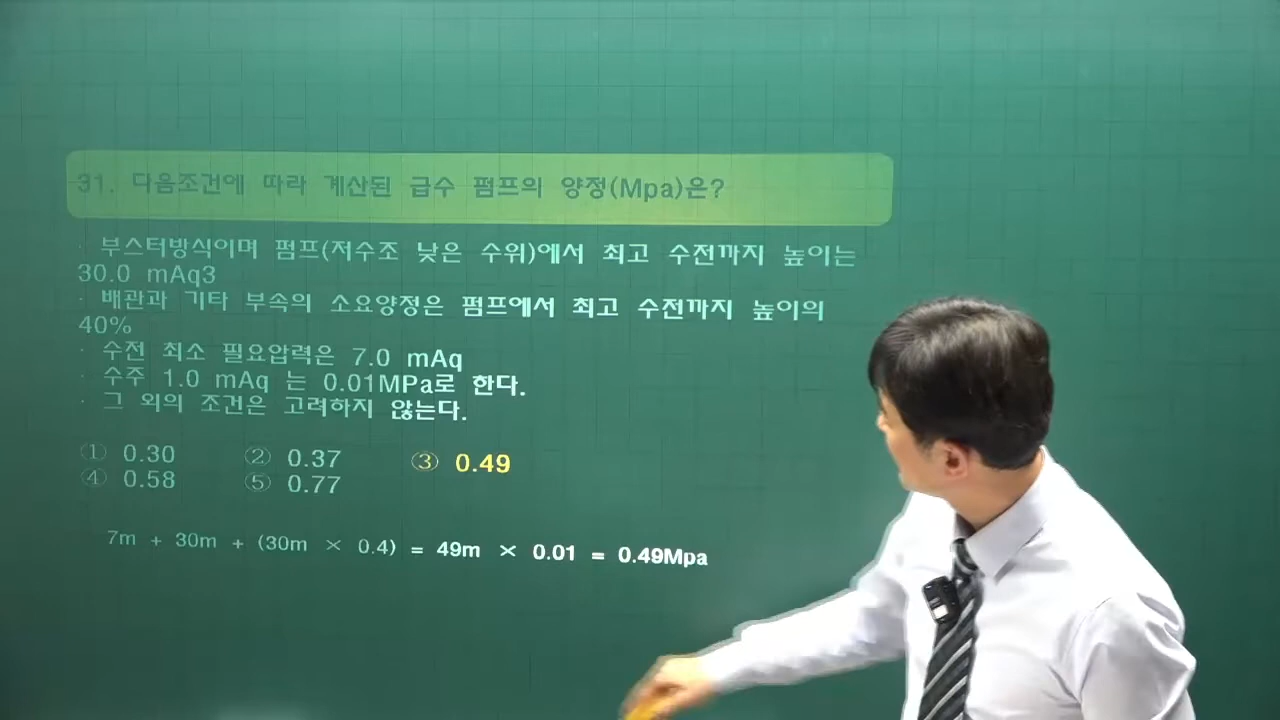 31. 다음조건에 따라 계산된 급수 펌프의 양정(Mpa)은?
· 부스터방식이며 펌프(저수조 낮은 수위)에서 최고 수전까지 높이는
30.0 mAq3
· 배관과 기타 부속의 소요양정은 펌프에서 최고 수전까지 높이의
40%
· 수전 최소 필요압력은 7.0 mAq
· 수주 1.0 mAq 는 0.01MPa로 한다.
· 그 외의 조건은 고려하지 않는다.
① 0.30 ② 0.37 ③ 0.49
④ 0.58 ⑤ 0.77
7m + 30m + (30m × 0.4) = 49m × 0.01 = 0.49Mpa